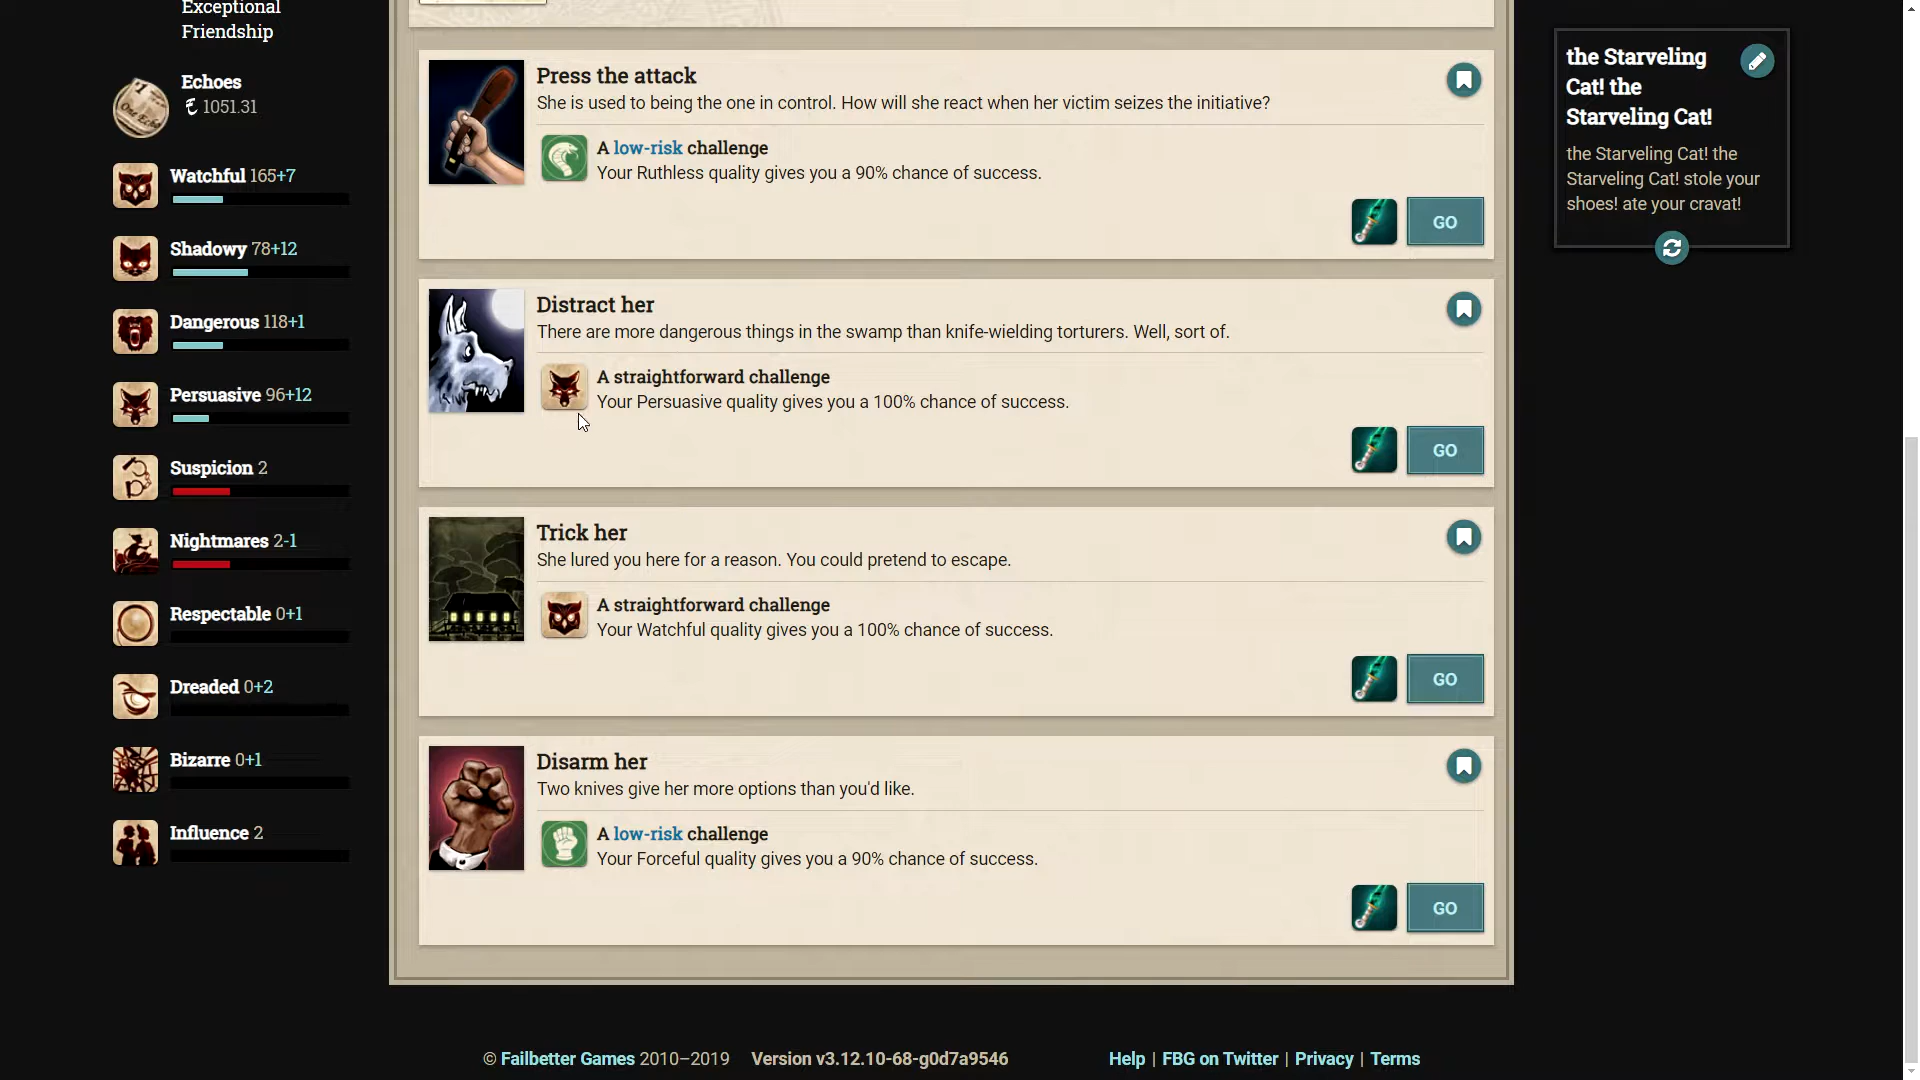 Exceptional
Friendship
Echoes
1051.31
Watchful 165+7
Shadowy 78+12
Dangerous 118+1
Persuasive 96+12
Suspicion 2
Nightmares 2-1
Respectable 0+1
Dreaded 0+2
Bizarre 0+1
Influence 2
Press the attack
She is used to being the one in control. How will she react when her victim seizes the initiative?
A low-risk challenge
Your Ruthless quality gives you a 90% chance of success.
GO
Distract her
There are more dangerous things in the swamp than knife-wielding torturers. Well, sort of.
A straightforward challenge
Your Persuasive quality gives you a 100% chance of success.
GO
Trick her
She lured you here for a reason. You could pretend to escape.
A straightforward challenge
Your Watchful quality gives you a 100% chance of success.
GO
Disarm her
Two knives give her more options than you'd like.
A low-risk challenge
Your Forceful quality gives you a 90% chance of success.
GO
the Starveling
Cat! the
Starveling Cat!
the Starveling Cat! the
Starveling Cat! stole your
shoes! ate your cravat!
© Failbetter Games 2010–2019 Version v3.12.10-68-g0d7a9546 Help | FBG on Twitter | Privacy | Terms